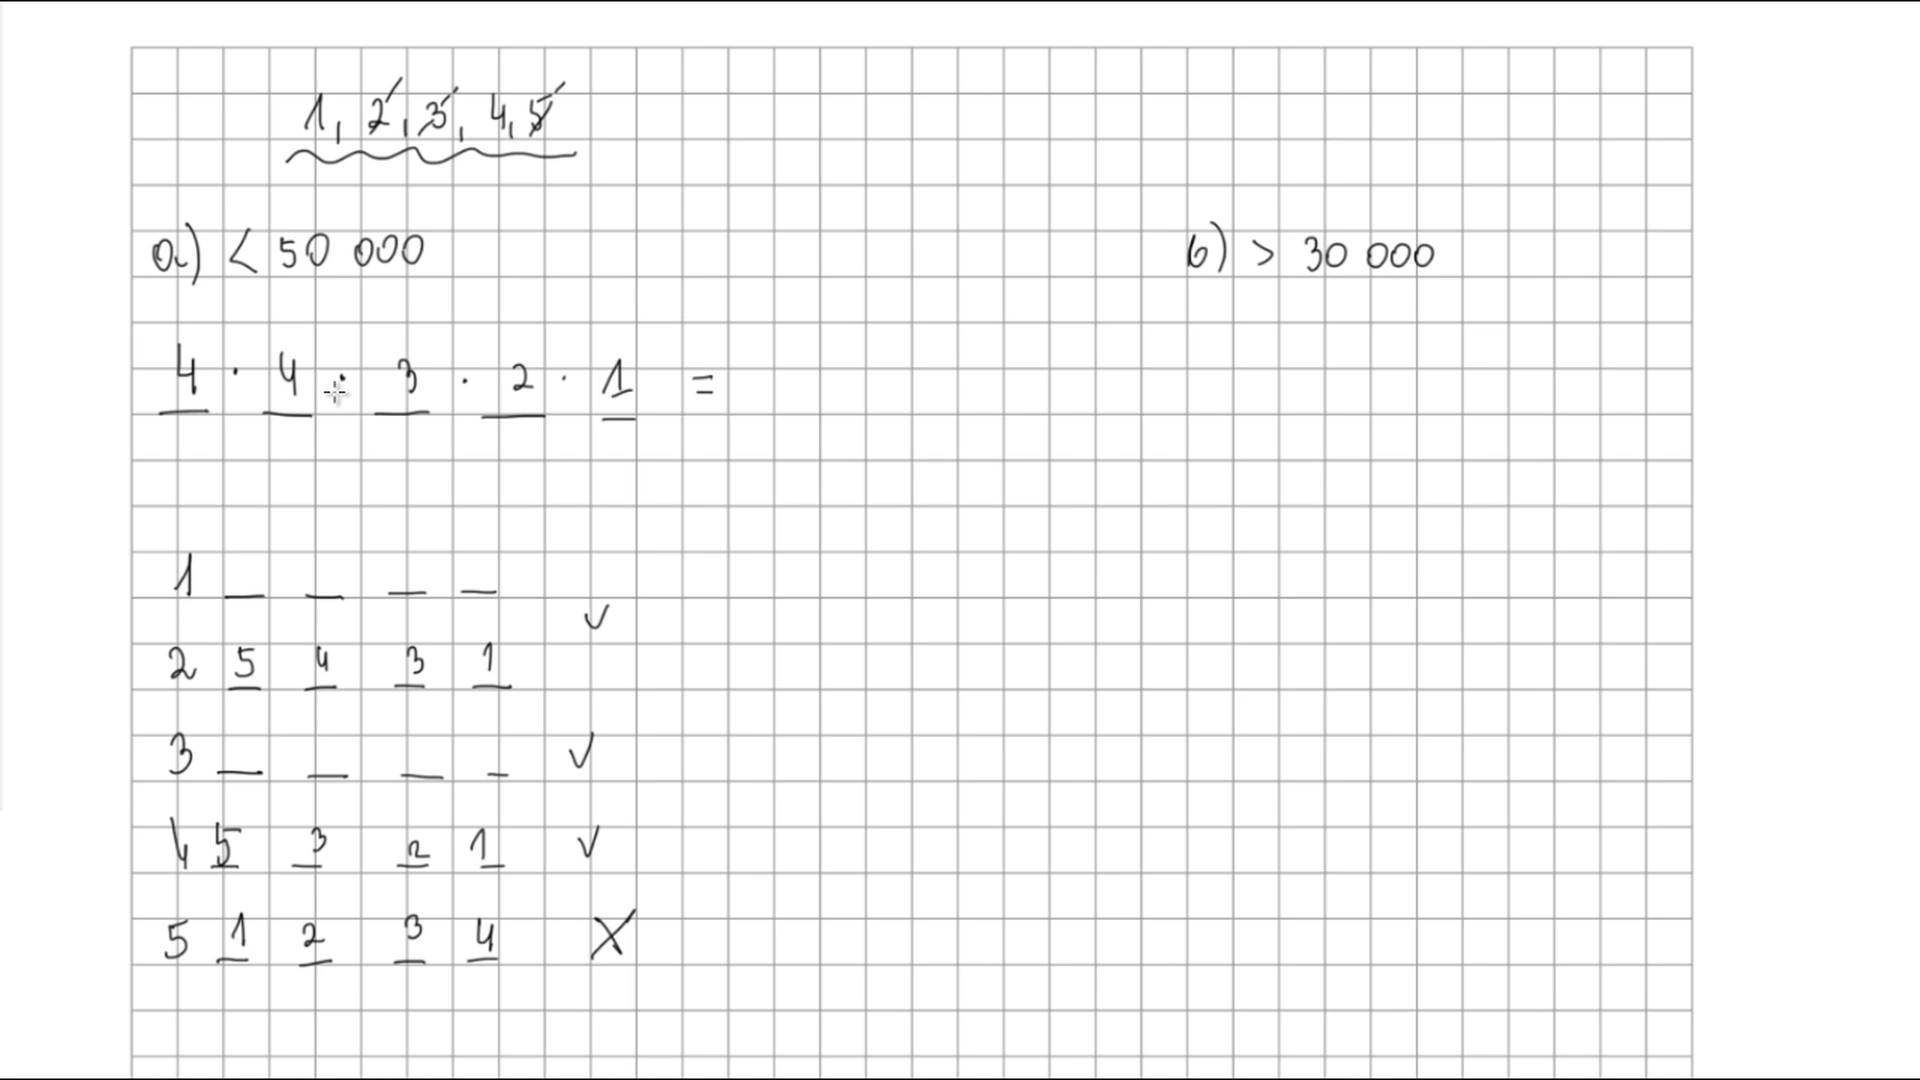 1, 2, 3, 4, 5
a) < 50 000
b) > 30 000
4 · 4 · 3 · 2 · 1 =
1 _ _ _ _ ✓
2 5 4 3 1
3 _ _ _ _ ✓
4 5 3 2 1 ✓
5 1 2 3 4 X